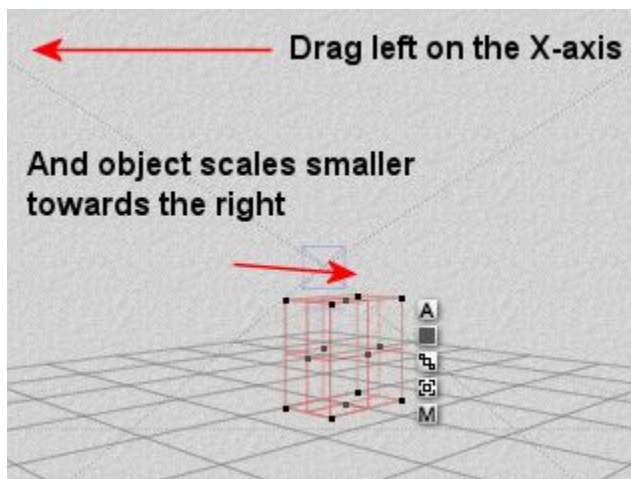 Drag left on the X-axis
And object scales smaller
towards the right
A
M